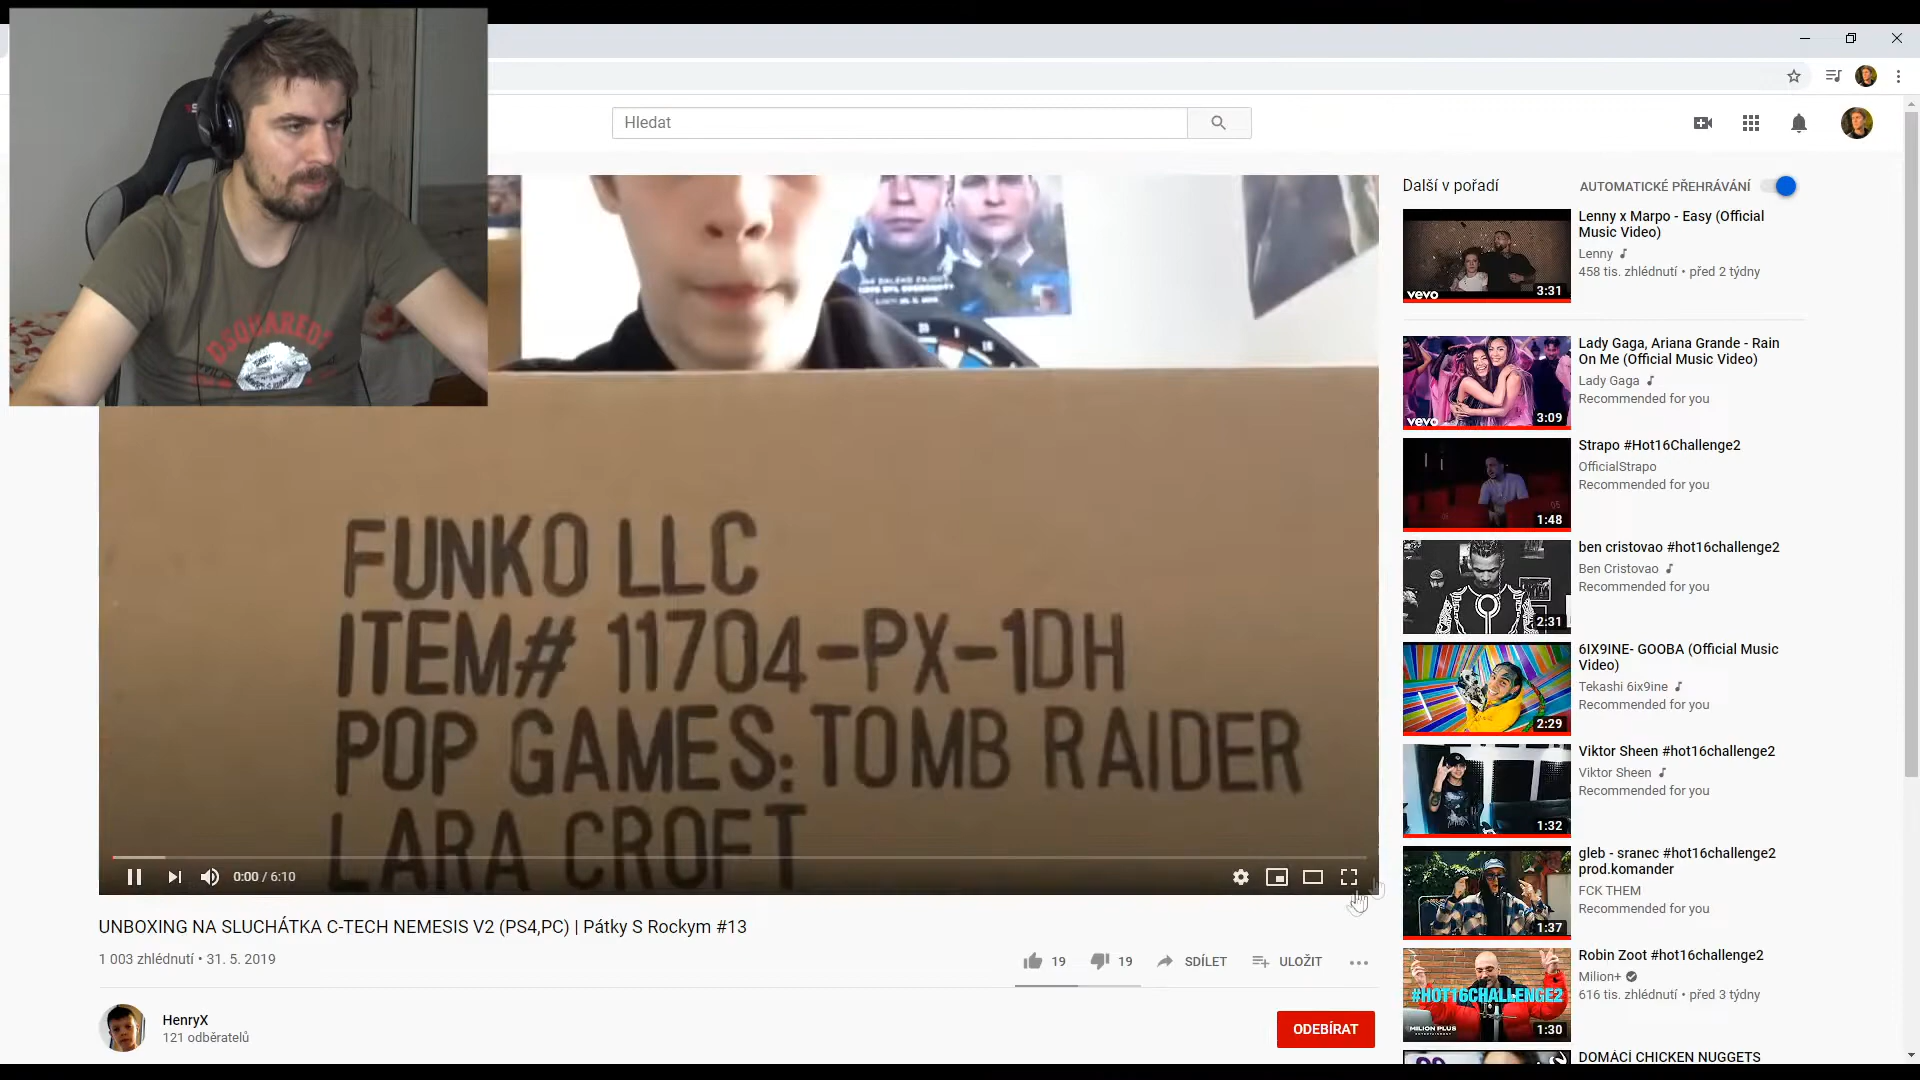 DSQUARED2
Hledat
FUNKO LLC
ITEM# 11704-PX-1DH
POP GAMES: TOMB RAIDER
LARA CROFT
0:00 / 6:10
UNBOXING NA SLUCHÁTKA C-TECH NEMESIS V2 (PS4,PC) | Pátky S Rockym #13
1 003 zhlédnutí • 31. 5. 2019
19
19
SDÍLET
ULOŽIT
HenryX
121 odběratelů
ODEBÍRAT
Další v pořadí
AUTOMATICKÉ PŘEHRÁVÁNÍ
vevo
3:31
Lenny x Marpo - Easy (Official
Music Video)
Lenny
458 tis. zhlédnutí • před 2 týdny
vevo
3:09
Lady Gaga, Ariana Grande - Rain
On Me (Official Music Video)
Lady Gaga
Recommended for you
1:48
Strapo #Hot16Challenge2
OfficialStrapo
Recommended for you
2:31
ben cristovao #hot16challenge2
Ben Cristovao
Recommended for you
2:29
6IX9INE- GOOBA (Official Music
Video)
Tekashi 6ix9ine
Recommended for you
1:32
Viktor Sheen #hot16challenge2
Viktor Sheen
Recommended for you
1:37
gleb - sranec #hot16challenge2
prod.komander
FCK THEM
Recommended for you
#HOT16CHALLENGE2
MILION PLUS
1:30
Robin Zoot #hot16challenge2
Milion+
616 tis. zhlédnutí • před 3 týdny
DOMÁCÍ CHICKEN NUGGETS